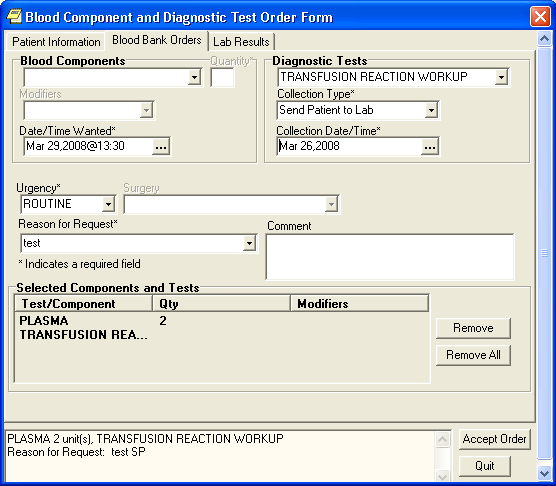 Blood Component and Diagnostic Test Order Form
Patient Information Blood Bank Orders Lab Results
Blood Components Quantity* Diagnostic Tests
TRANSFUSION REACTION WORKUP
Modifiers Collection Type*
Send Patient to Lab
Date/Time Wanted* Collection Date/Time*
Mar 29,2008@13:30 ... Mar 26,2008 ...
Urgency* Surgery
ROUTINE
Reason for Request* Comment
test
* Indicates a required field
Selected Components and Tests
Test/Component Qty Modifiers
PLASMA 2
TRANSFUSION REA...
Remove
Remove All
PLASMA 2 unit(s), TRANSFUSION REACTION WORKUP
Reason for Request: test SP
Accept Order
Quit